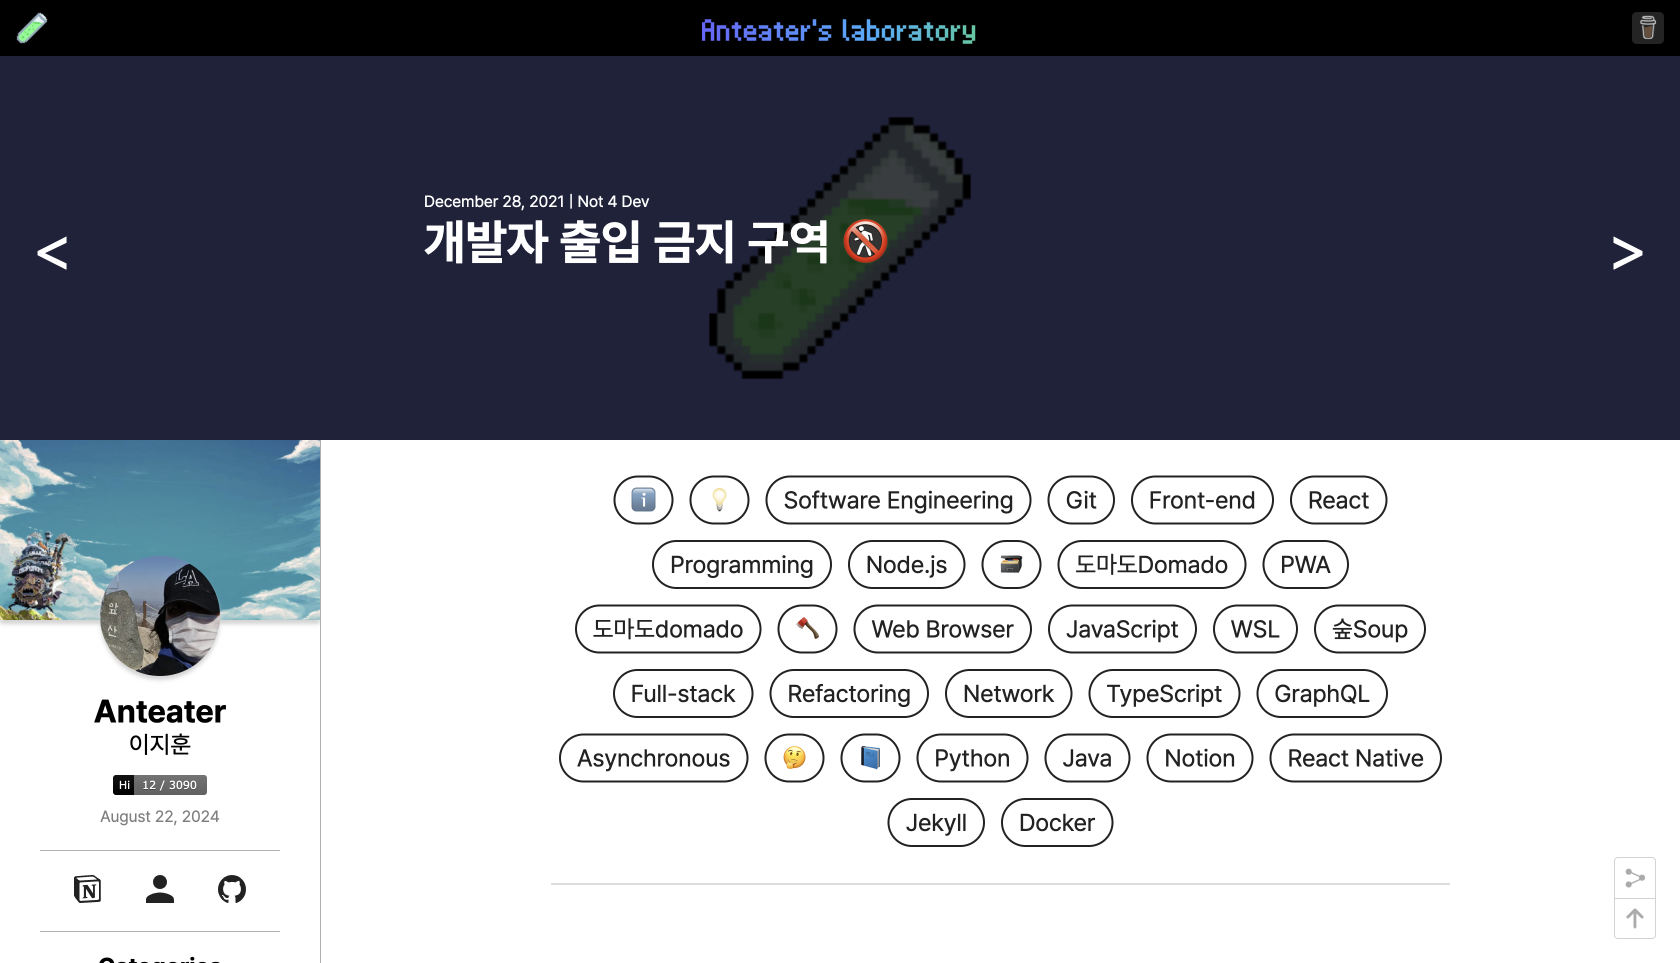 Anteater's laboratory
December 28, 2021 | Not 4 Dev
개발자 출입 금지 구역 🚷
<
>
ℹ️ 💡 Software Engineering Git Front-end React
Programming Node.js 🗃️ 도마도Domado PWA
도마도domado 🪓 Web Browser JavaScript WSL 숲Soup
Full-stack Refactoring Network TypeScript GraphQL
Asynchronous 🤔 📘 Python Java Notion React Native
Jekyll Docker
앞
산
LA
Anteater
이지훈
Hi 12 / 3090
August 22, 2024
N
Categories